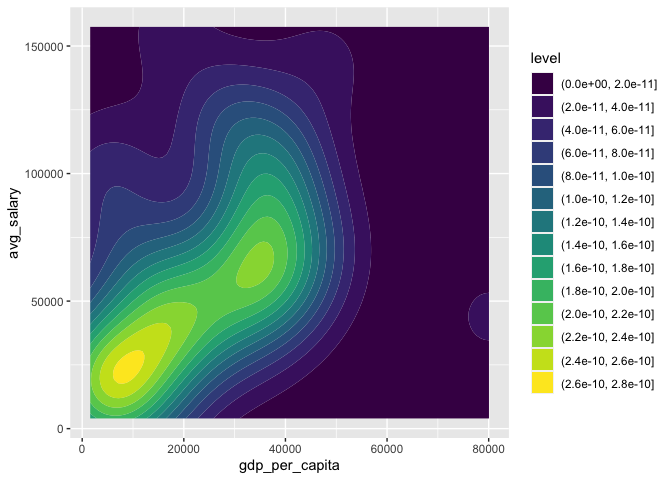 150000
100000
50000
0
avg_salary
0 20000 40000 60000 80000
gdp_per_capita
level
(0.0e+00, 2.0e-11]
(2.0e-11, 4.0e-11]
(4.0e-11, 6.0e-11]
(6.0e-11, 8.0e-11]
(8.0e-11, 1.0e-10]
(1.0e-10, 1.2e-10]
(1.2e-10, 1.4e-10]
(1.4e-10, 1.6e-10]
(1.6e-10, 1.8e-10]
(1.8e-10, 2.0e-10]
(2.0e-10, 2.2e-10]
(2.2e-10, 2.4e-10]
(2.4e-10, 2.6e-10]
(2.6e-10, 2.8e-10]